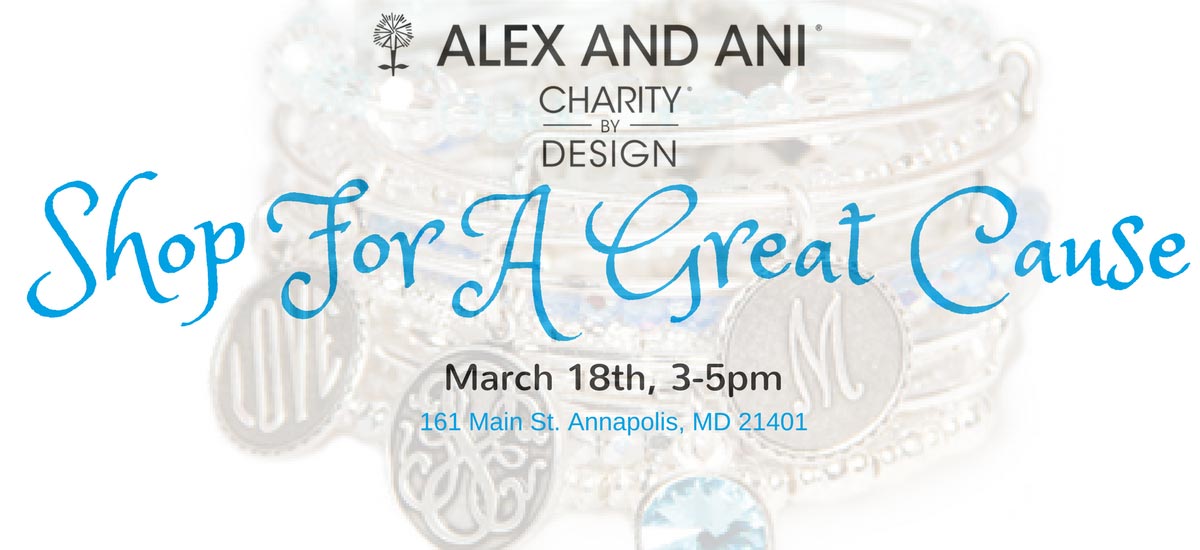 ALEX AND ANI®
CHARITY®
BY
DESIGN
Shop For A Great Cause
March 18th, 3-5pm
161 Main St. Annapolis, MD 21401
LOVE
M